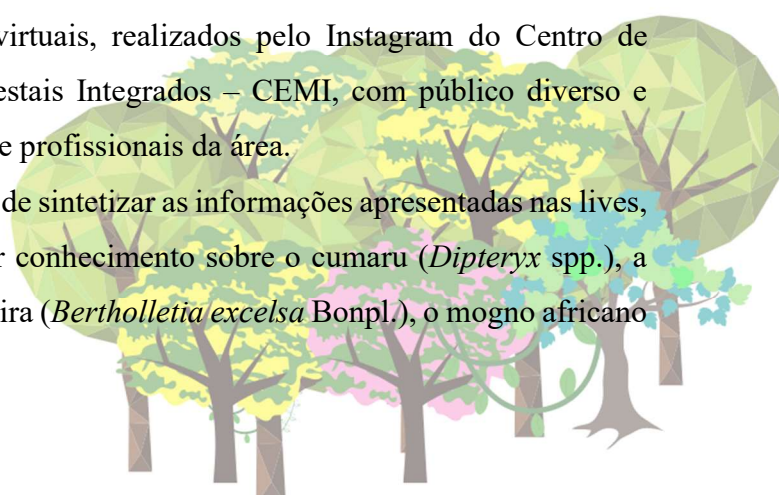 virtuais, realizados pelo Instagram do Centro de
estais Integrados – CEMI, com público diverso e
e profissionais da área.
de sintetizar as informações apresentadas nas lives,
r conhecimento sobre o cumaru (Dipteryx spp.), a
ira (Bertholletia excelsa Bonpl.), o mogno africano